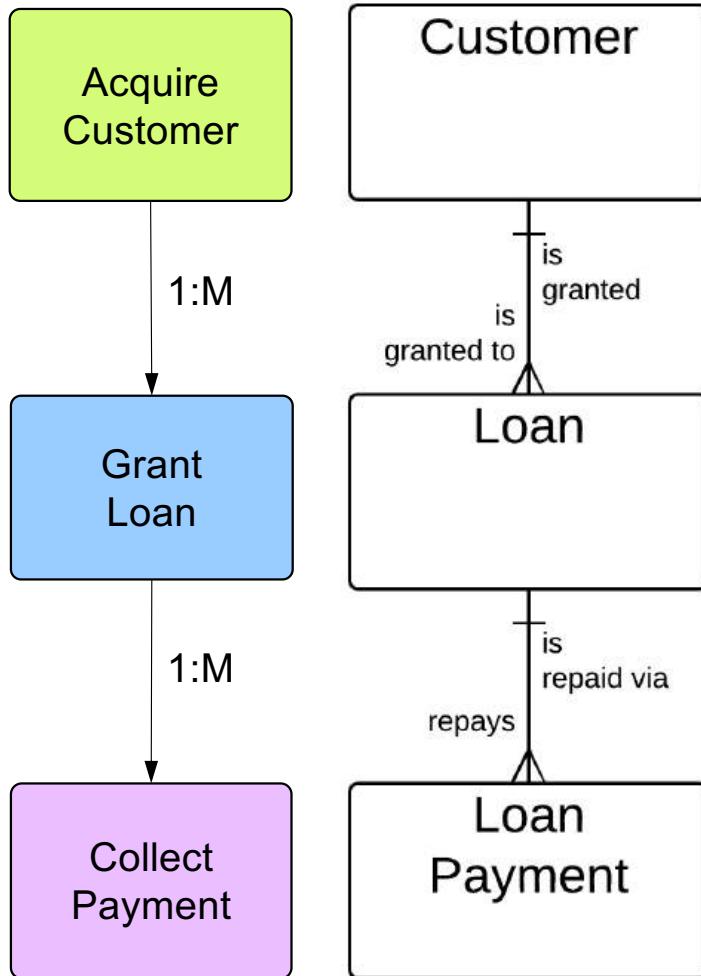 Acquire
Customer
1:M
Grant
Loan
1:M
Collect
Payment
Customer
is
granted
is
granted to
Loan
is
repaid via
repays
Loan
Payment